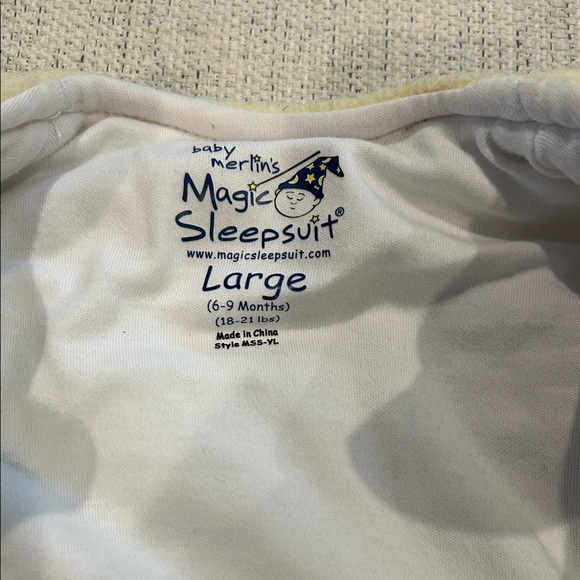 baby
merlin's
Magic
Sleepsuit®
www.magicsleepsuit.com
Large
(6-9 Months)
(18-21 lbs)
Made in China
Style MSS-YL